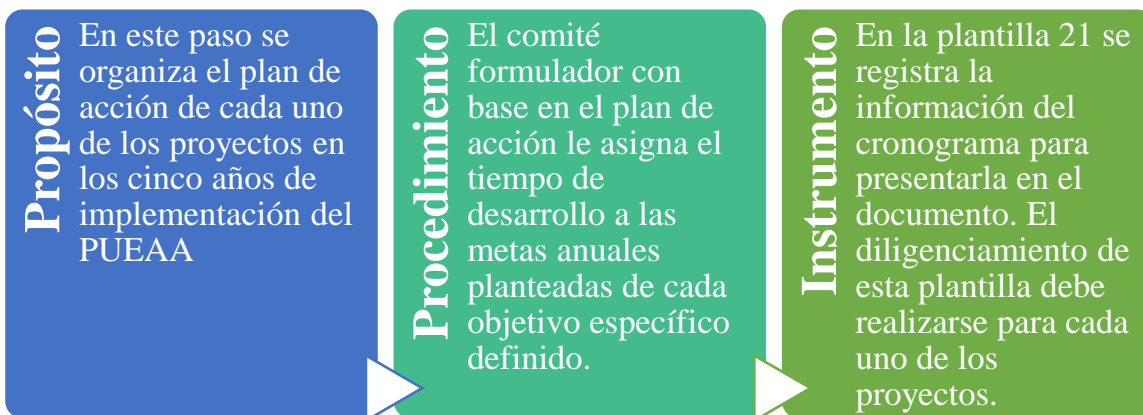 Propósito
En este paso se
organiza el plan de
acción de cada uno
de los proyectos en
los cinco años de
implementación del
PUEAA
Procedimiento
El comité
formulador con
base en el plan de
acción le asigna el
tiempo de
desarrollo a las
metas anuales
planteadas de cada
objetivo específico
definido.
Instrumento
En la plantilla 21 se
registra la
información del
cronograma para
presentarla en el
documento. El
diligenciamiento de
esta plantilla debe
realizarse para cada
uno de los
proyectos.